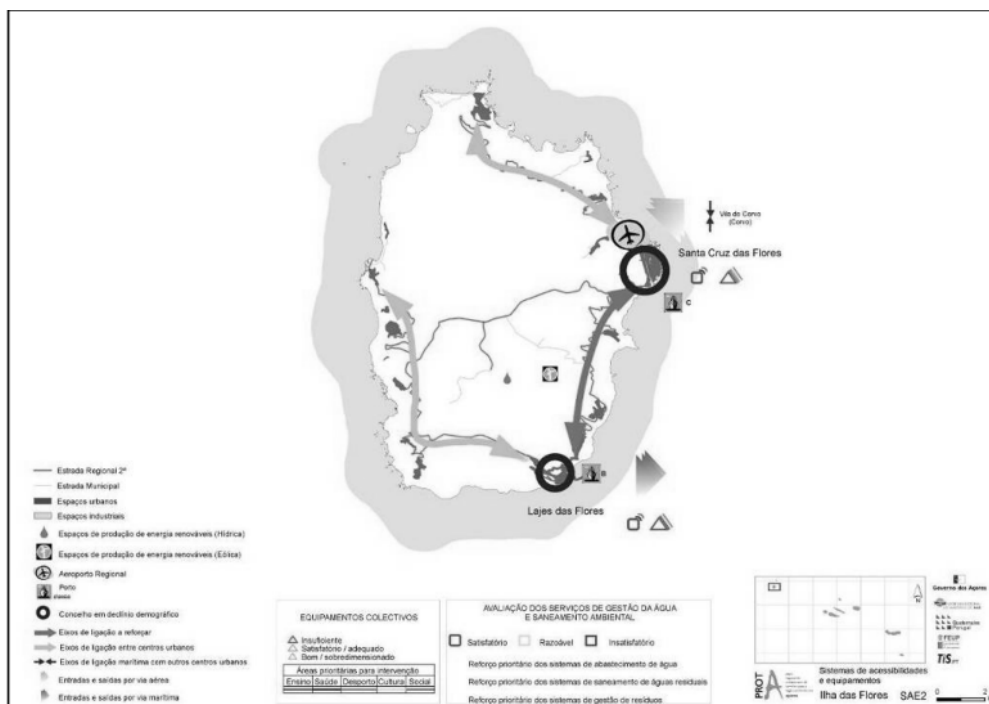 Vila do Corvo
(Corvo)
Santa Cruz das Flores
C
B
Lajes das Flores
Estrada Regional 2ª
Estrada Municipal
Espaços urbanos
Espaços industriais
Espaços de produção de energia renováveis (Hídrica)
Espaços de produção de energia renováveis (Eólica)
Aeroporto Regional
Porto
Concelho em declínio demográfico
Eixos de ligação a reforçar
Eixos de ligação entre centros urbanos
Eixos de ligação marítima com outros centros urbanos
Entradas e saídas por via aérea
Entradas e saídas por via marítima
EQUIPAMENTOS COLECTIVOS
Insuficiente
Satisfatório / adequado
Bom / sobredimensionado
Áreas prioritárias para intervenção
Ensino Saúde Desporto Cultura Social
AVALIAÇÃO DOS SERVIÇOS DE GESTÃO DA ÁGUA
E SANEAMENTO AMBIENTAL
Satisfatório Razoável Insatisfatório
Reforço prioritário dos sistemas de abastecimento de água
Reforço prioritário dos sistemas de saneamento de águas residuais
Reforço prioritário dos sistemas de gestão de resíduos
N
Governo dos Açores
Quaternaire
Portugal
FEUP
TiS.PT
PROT
A
Sistemas de acessibilidades
e equipamentos
Ilha das Flores SAE2
0 2